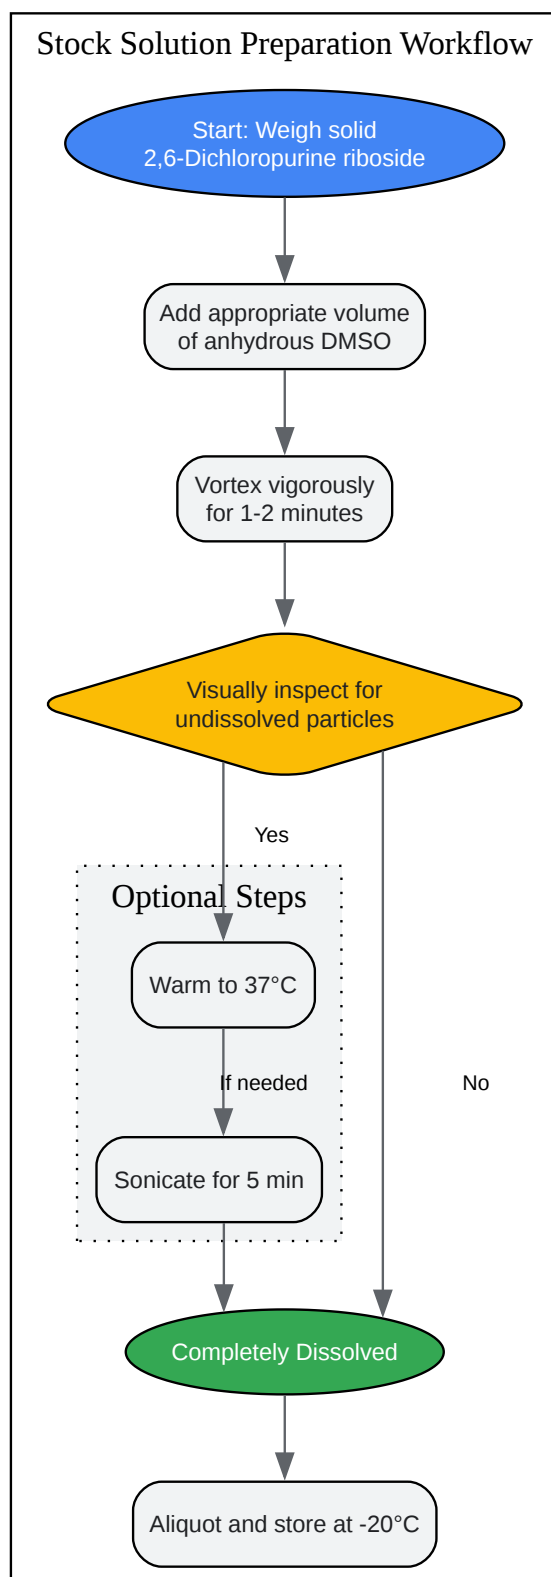 Stock Solution Preparation Workflow
Start: Weigh solid
2,6-Dichloropurine riboside
Add appropriate volume
of anhydrous DMSO
Vortex vigorously
for 1-2 minutes
Visually inspect for
undissolved particles
Yes
Optional Steps
Warm to 37°C
If needed
No
Sonicate for 5 min
Completely Dissolved
Aliquot and store at -20°C